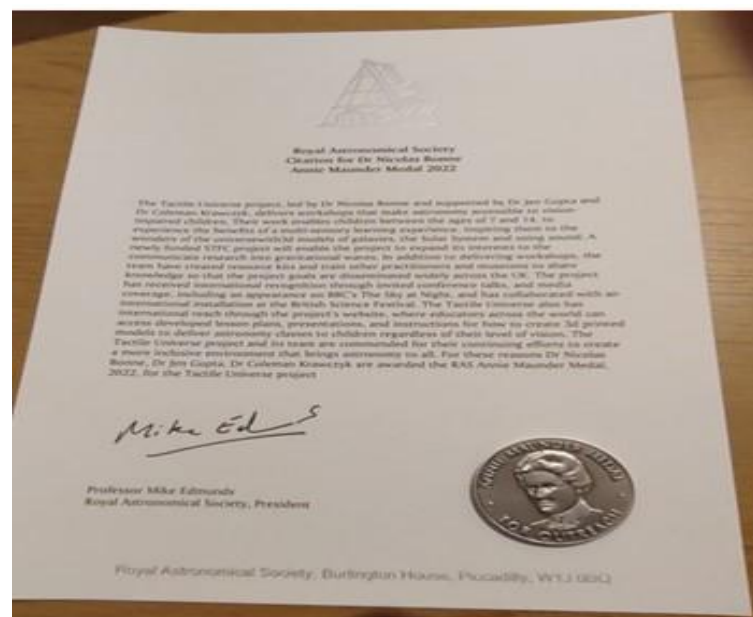 Royal Astronomical Society
Citation for Dr Nicolas Bonne
Annie Maunder Medal 2022
The Tactile Universe project, led by Dr Nicolas Bonne and supported by Dr Jen Gupta and
Dr Coleman Krawczyk, delivers workshops that make astronomy accessible to vision-
impaired children. Their work enables children between the ages of 7 and 14, to
experience the benefits of a multi-sensory learning experience, inspiring them to the
wonders of the universewith3d models of galaxies, the Solar System and using sound. A
newly funded STFC project will enable the project to expand its interests to the
communicate research into gravitational waves. In addition to delivering workshops, the
team have created resource kits and train other practitioners and museums to share
knowledge so that the project goals are disseminated widely across the UK. The project
has received international recognition through invited conference talks, and media
coverage, including an appearance on BBC's The Sky at Night, and has collaborated with an
international installation at the British Science Festival. The Tactile Universe also has
international reach through the project's website, where educators across the world can
access developed lesson plans, presentations, and instructions for how to create 3d printed
models to deliver astronomy classes to children regardless of their level of vision. The
Tactile Universe project and its team are commended for their continuing efforts to create
a more inclusive environment that brings astronomy to all. For these reasons Dr Nicolas
Bonne, Dr Jen Gupta, Dr Coleman Krawczyk are awarded the RAS Annie Maunder Medal,
2022, for the Tactile Universe project
Mike Ed
Professor Mike Edmunds
Royal Astronomical Society, President
ANNIE MAUNDER MEDAL
FOR OUTREACH
Royal Astronomical Society, Burlington House, Piccadilly, W1J 0BQ